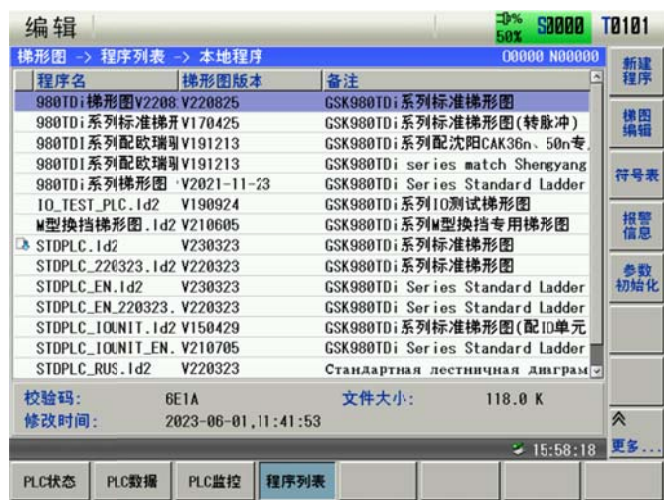 编辑 50% S0000 T0101
梯形图 -> 程序列表 -> 本地程序 O0000 N00000
程序名 梯形图版本 备注
980TDi梯形图V2208 V220825 GSK980TDi系列标准梯形图
980TDi系列标准梯开 V170425 GSK980TDi系列标准梯形图(转脉冲)
980TDI系列配欧瑞驱 V191213 GSK980TDi系列配沈阳CAK36n、50n专
980TDI系列配欧瑞驱 V191213 GSK980TDi series match Shengyang
980TDi系列梯形图 V2021-11-23 GSK980TDi Series Standard Ladder
IO_TEST_PLC.ld2 V190924 GSK980TDi系列IO测试梯形图
M型换挡梯形图.ld2 V210605 GSK980TDi系列M型换挡专用梯形图
STDPLC.ld2 V230323 GSK980TDi系列标准梯形图
STDPLC_220323.ld2 V220323 GSK980TDi系列标准梯形图
STDPLC_EN.ld2 V230323 GSK980TDi Series Standard Ladder
STDPLC_EN_220323. V220323 GSK980TDi Series Standard Ladder
STDPLC_IOUNIT.ld2 V150429 GSK980TDi系列标准梯形图(配IO单元
STDPLC_IOUNIT_EN. V210705 GSK980TDi Series Standard Ladder
STDPLC_RUS.ld2 V220323 Стандартная лестничная диаграм
校验码: 6E1A 文件大小: 118.0 K
修改时间: 2023-06-01,11:41:53
15:58:18
新建
程序
梯图
编辑
符号表
报警
信息
参数
初始化
更多...
PLC状态 PLC数据 PLC监控 程序列表